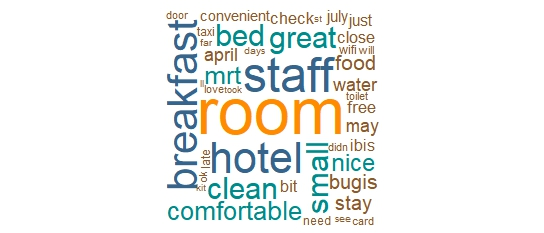 door
convenient check st july just
taxi bed great close
far
april days wifi will
mrt staff food
ll
love took water
breakfast
toilet
room free
may
hotel didn ibis
late
ok
small nice
kit clean bit bugis
comfortable stay
need see card